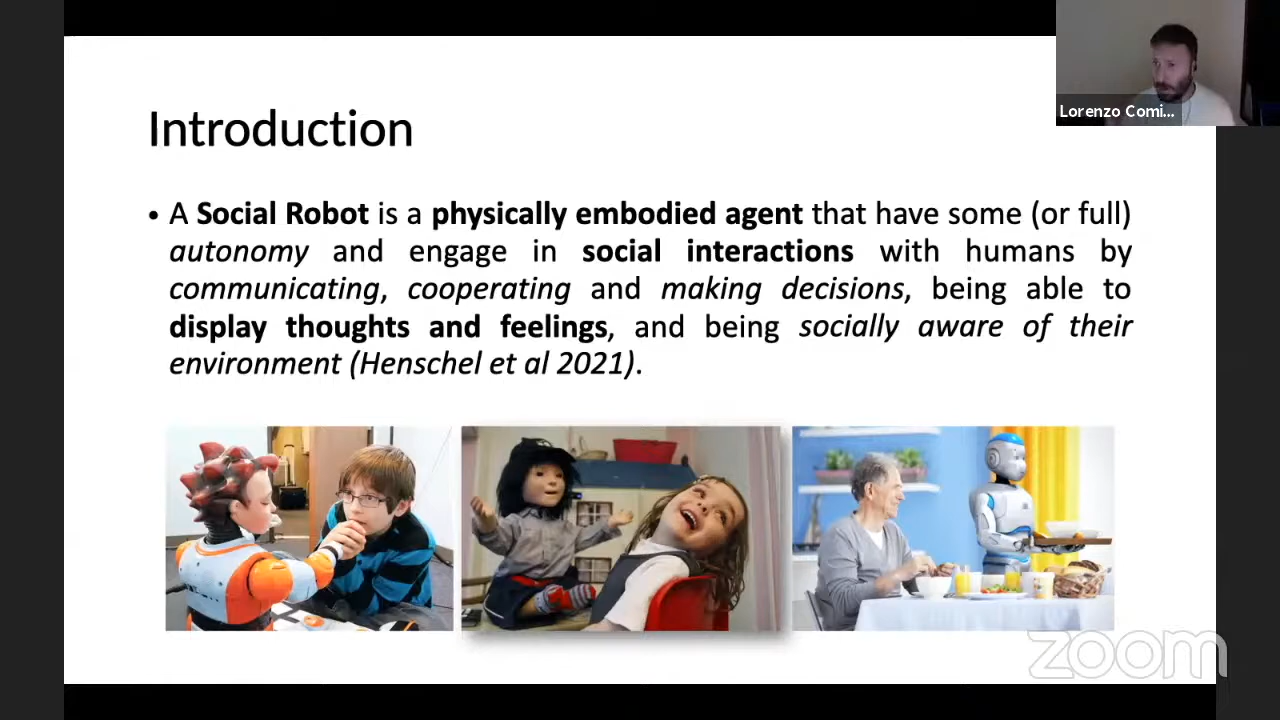 Lorenzo Comi...
Introduction
• A Social Robot is a physically embodied agent that have some (or full)
autonomy and engage in social interactions with humans by
communicating, cooperating and making decisions, being able to
display thoughts and feelings, and being socially aware of their
environment (Henschel et al 2021).
zoom